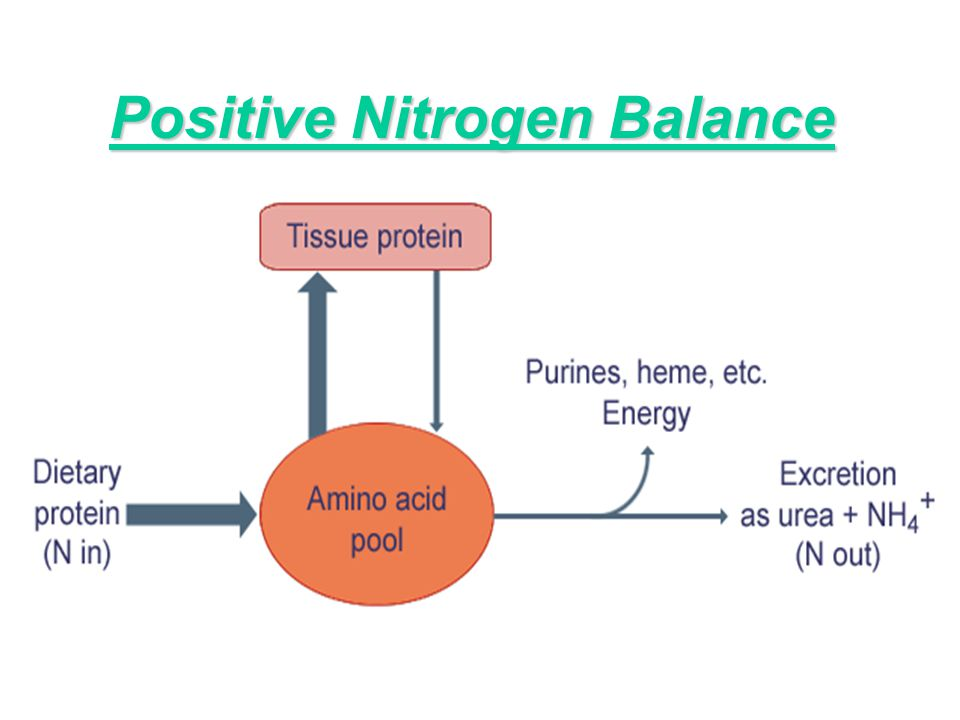 Positive Nitrogen Balance
Tissue protein
Purines, heme, etc.
Energy
Dietary
protein
(N in)
Amino acid
pool
Excretion
as urea + NH₄⁺
(N out)